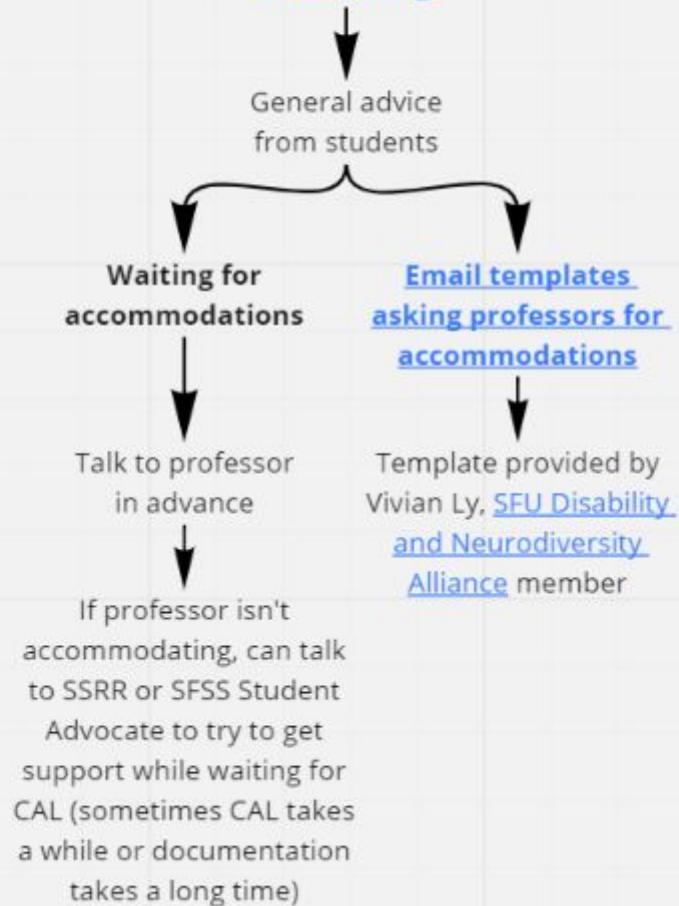 General advice
from students
Waiting for
accommodations
Email templates
asking professors for
accommodations
Talk to professor
in advance
Template provided by
Vivian Ly, SFU Disability
and Neurodiversity
Alliance member
If professor isn't
accommodating, can talk
to SSRR or SFSS Student
Advocate to try to get
support while waiting for
CAL (sometimes CAL takes
a while or documentation
takes a long time)